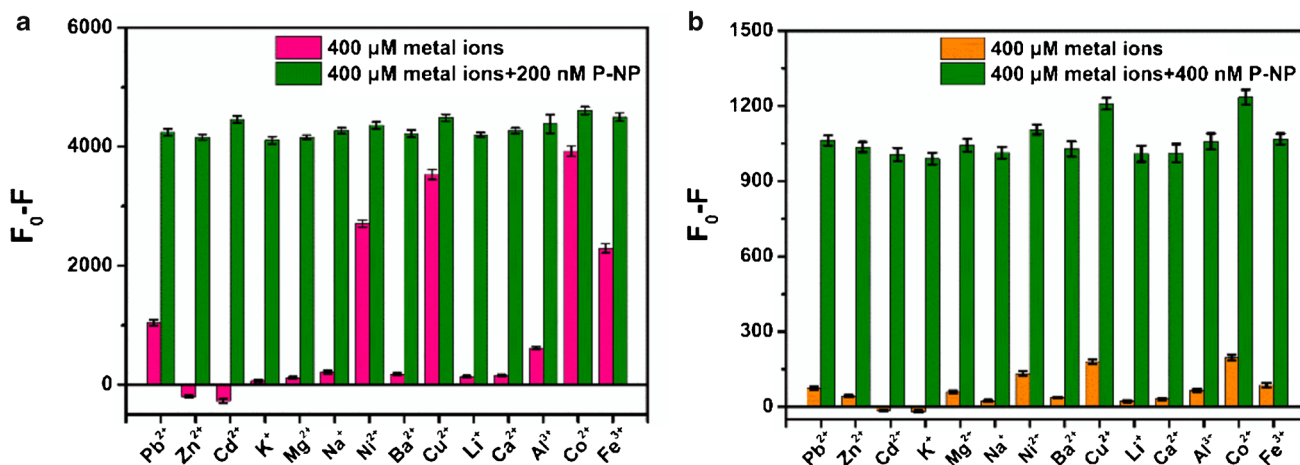 a
6000
4000
2000
0
F0-F
400 μM metal ions
400 μM metal ions+200 nM P-NP
Pb2+ Zn2+ Cd2+ K+ Mg2+ Na+ Ni2+ Ba2+ Cu2+ Li+ Ca2+ Al3+ Co2+ Fe3+
b
1500
1200
900
600
300
0
F0-F
400 μM metal ions
400 μM metal ions+400 nM P-NP
Pb2+ Zn2+ Cd2+ K+ Mg2+ Na+ Ni2+ Ba2+ Cu2+ Li+ Ca2+ Al3+ Co2+ Fe3+